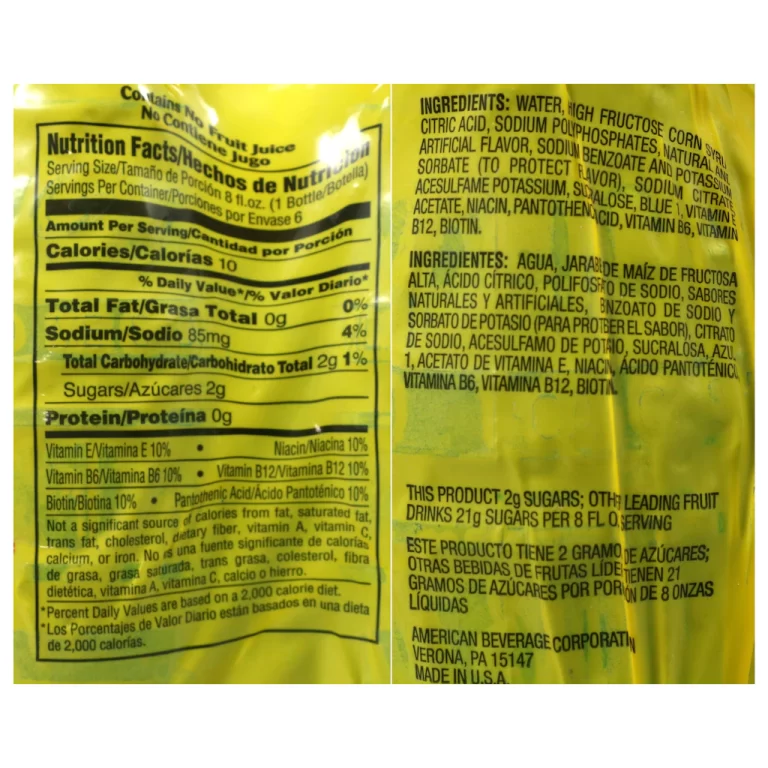 Contains No Fruit Juice
No Contiene Jugo
Nutrition Facts/Hechos de Nutrición
Serving Size/Tamaño de Porción 8 fl.oz. (1 Bottle/Botella)
Servings Per Container/Porciones por Envase 6
Amount Per Serving/Cantidad por Porción
Calories/Calorías 10
% Daily Value*/% Valor Diario*
Total Fat/Grasa Total 0g 0%
Sodium/Sodio 85mg 4%
Total Carbohydrate/Carbohidrato Total 2g 1%
Sugars/Azúcares 2g
Protein/Proteína 0g
Vitamin E/Vitamina E 10% • Niacin/Niacina 10%
Vitamin B6/Vitamina B6 10% • Vitamin B12/Vitamina B12 10%
Biotin/Biotina 10% • Pantothenic Acid/Ácido Pantoténico 10%
Not a significant source of calories from fat, saturated fat,
trans fat, cholesterol, dietary fiber, vitamin A, vitamin C,
calcium, or iron. No es una fuente significante de calorías
de grasa, grasa saturada, trans grasa, colesterol, fibra
dietética, vitamina A, vitamina C, calcio o hierro.
*Percent Daily Values are based on a 2,000 calorie diet.
*Los Porcentajes de Valor Diario están basados en una dieta
de 2,000 calorías.
INGREDIENTS: WATER, HIGH FRUCTOSE CORN SYRU
CITRIC ACID, SODIUM POLYPHOSPHATES, NATURAL AND
ARTIFICIAL FLAVOR, SODIUM BENZOATE AND POTASSIUM
SORBATE (TO PROTECT FLAVOR), SODIUM CITRATE
ACESULFAME POTASSIUM, SUCRALOSE, BLUE 1, VITAMIN E
ACETATE, NIACIN, PANTOTHENIC ACID, VITAMIN B6, VITAMIN
B12, BIOTIN.
INGREDIENTES: AGUA, JARABE DE MAÍZ DE FRUCTOSA
ALTA, ÁCIDO CÍTRICO, POLIFOSFATO DE SODIO, SABORES
NATURALES Y ARTIFICIALES, BENZOATO DE SODIO Y
SORBATO DE POTASIO (PARA PROTEGER EL SABOR), CITRATO
DE SODIO, ACESULFAMO DE POTASIO, SUCRALOSA, AZUL
1, ACETATO DE VITAMINA E, NIACIN, ÁCIDO PANTOTÉNICO,
VITAMINA B6, VITAMINA B12, BIOTIN.
THIS PRODUCT 2g SUGARS; OTHER LEADING FRUIT
DRINKS 21g SUGARS PER 8 FL OZ SERVING
ESTE PRODUCTO TIENE 2 GRAMO DE AZÚCARES;
OTRAS BEBIDAS DE FRUTAS LÍDER TIENEN 21
GRAMOS DE AZÚCARES POR PORCIÓN DE 8 ONZAS
LÍQUIDAS
AMERICAN BEVERAGE CORPORATION
VERONA, PA 15147
MADE IN U.S.A.